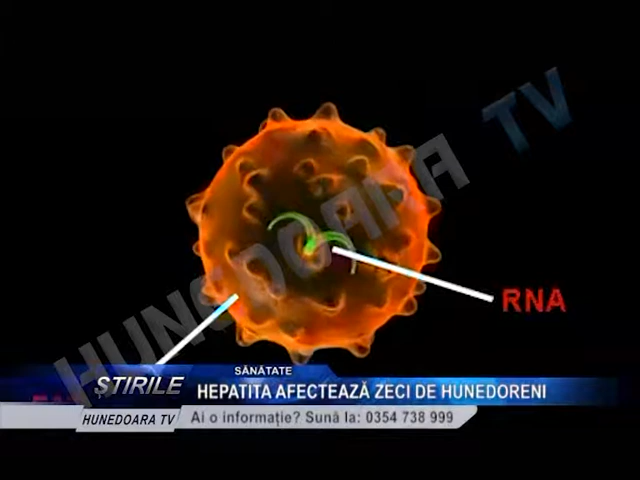 HUNEDOARA TV
RNA
SĂNĂTATE
ȘTIRILE
HEPATITA AFECTEAZĂ ZECI DE HUNEDORENI
HUNEDOARA TV
Ai o informație? Sună la: 0354 738 999